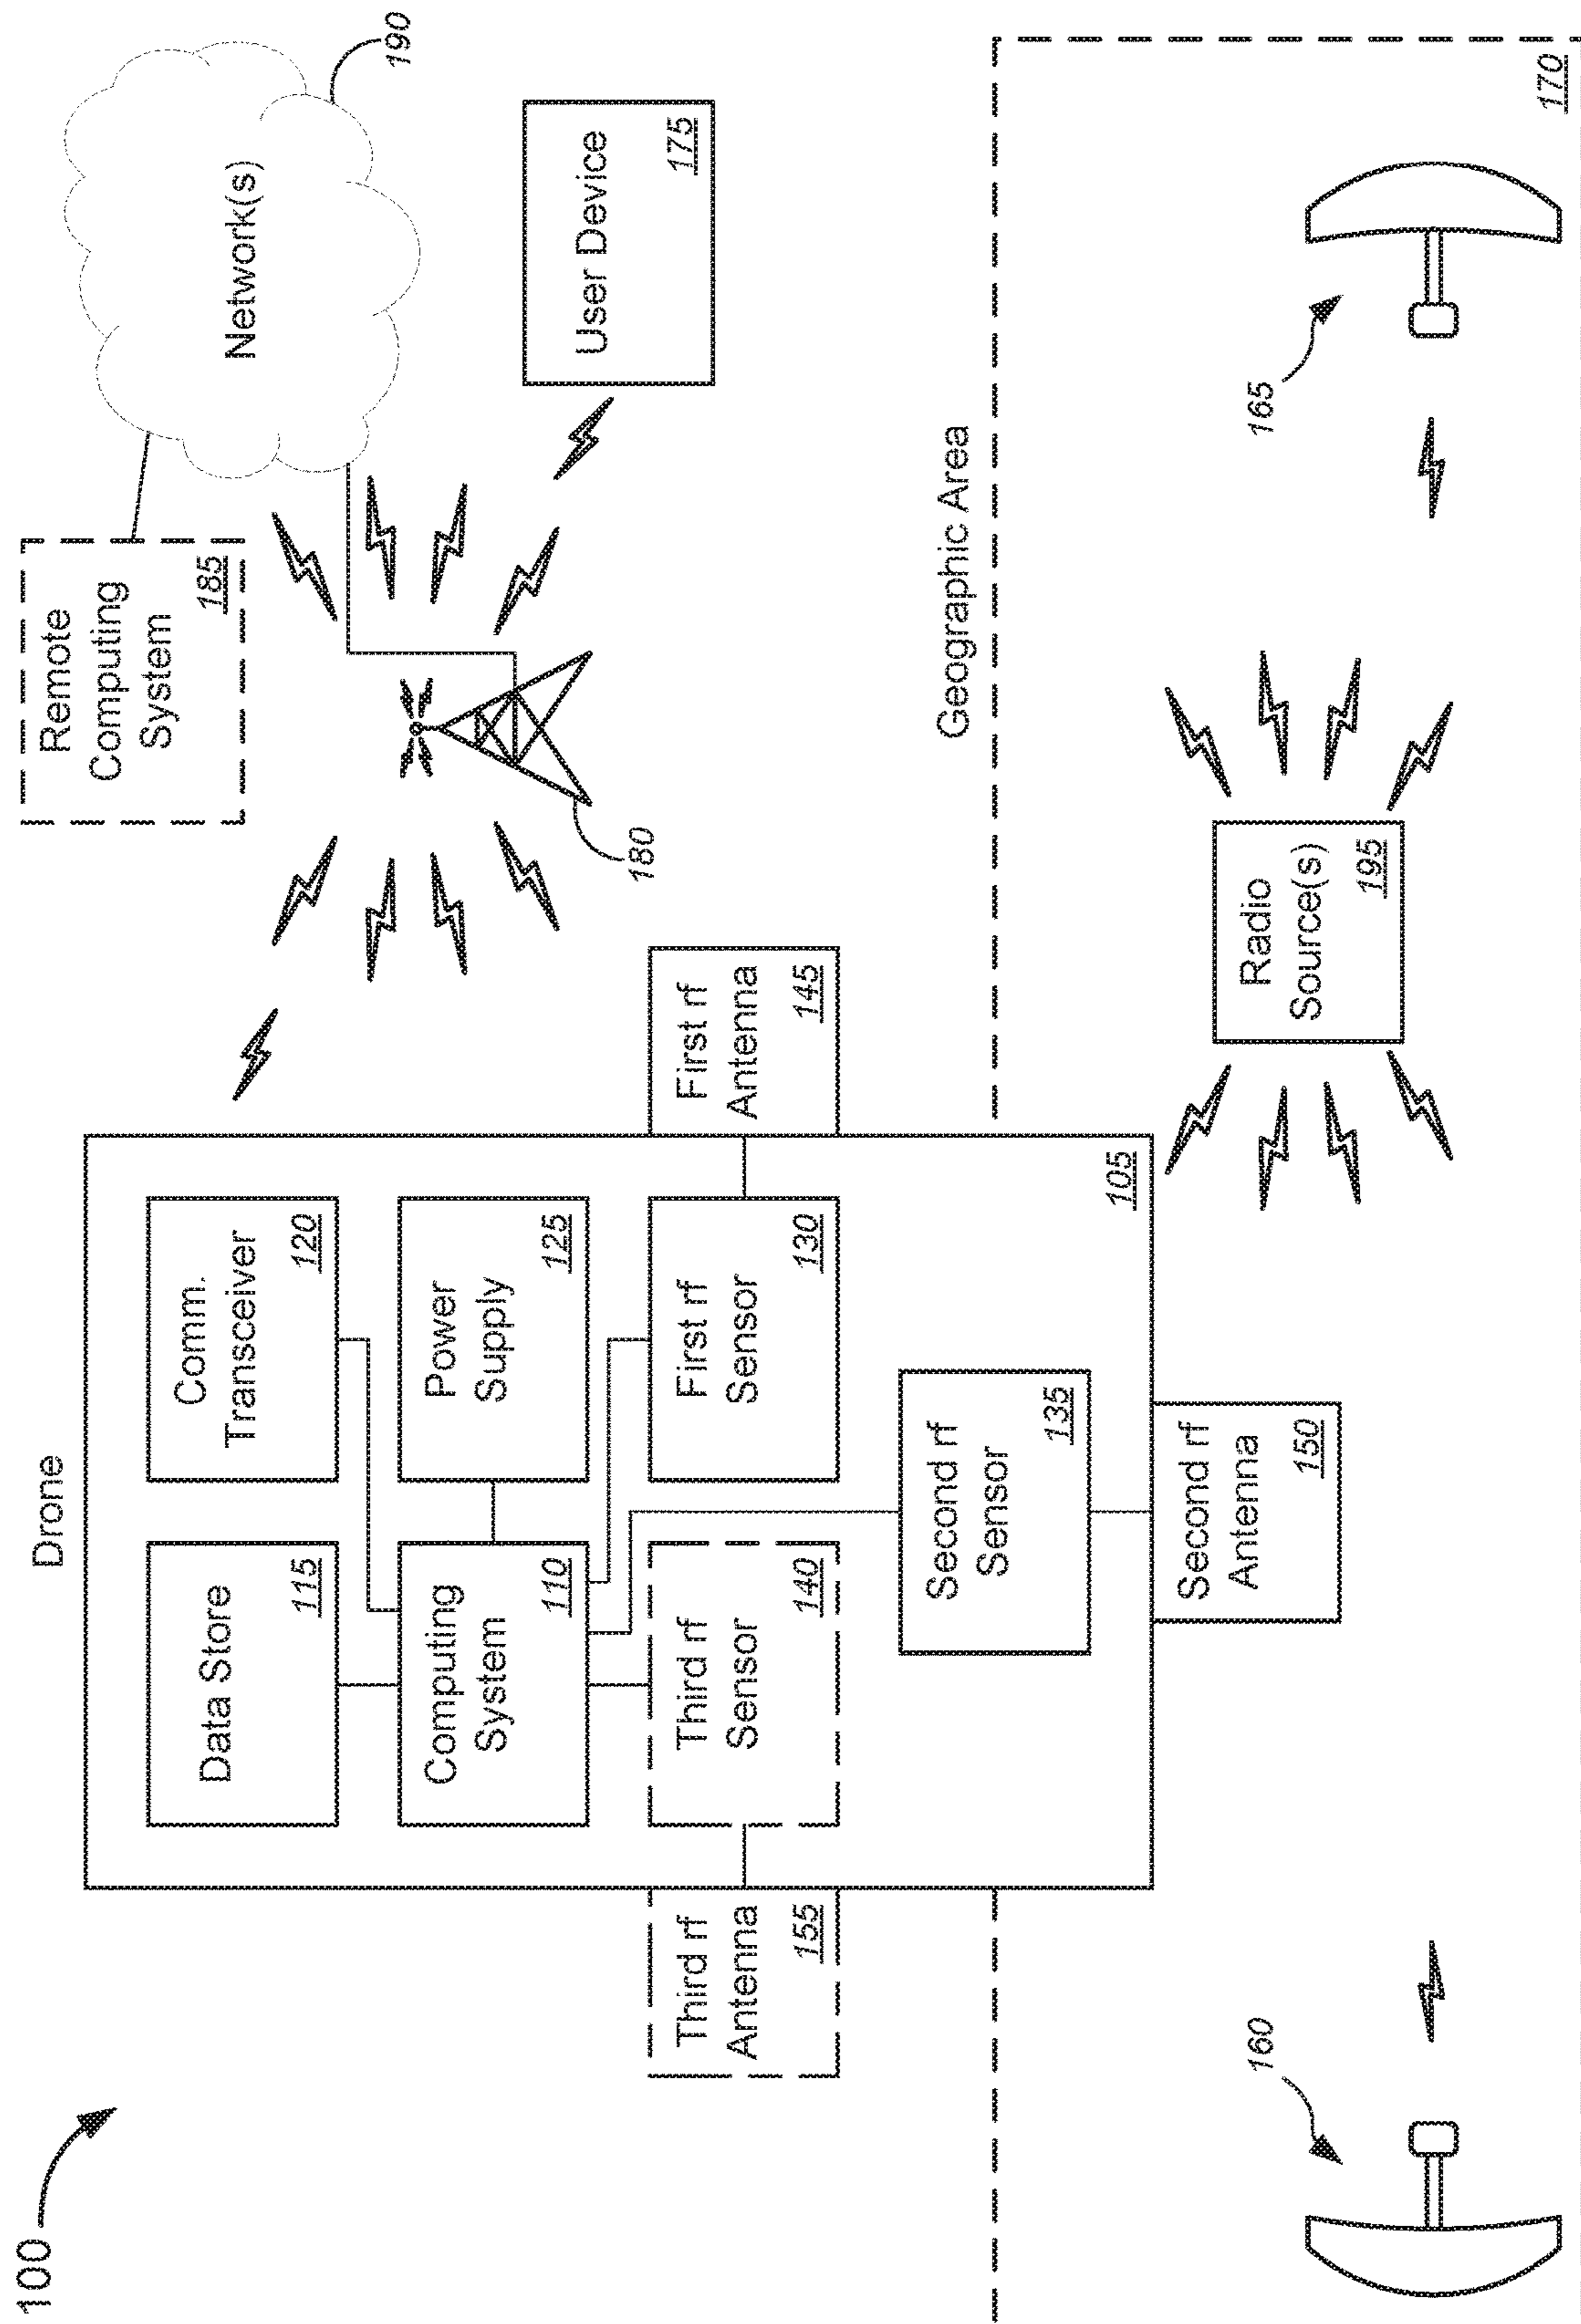 100
Drone
Data Store
115
Comm.
Transceiver
120
Computing
System
110
Power
Supply
125
Third rf
Antenna
155
Third rf
Sensor
140
First rf
Sensor
130
First rf
Antenna
145
Second rf
Sensor
135
105
Second rf
Antenna
150
Remote
Computing
System
185
Network(s)
190
180
User Device
175
Geographic Area
160
Radio
Source(s)
195
165
170